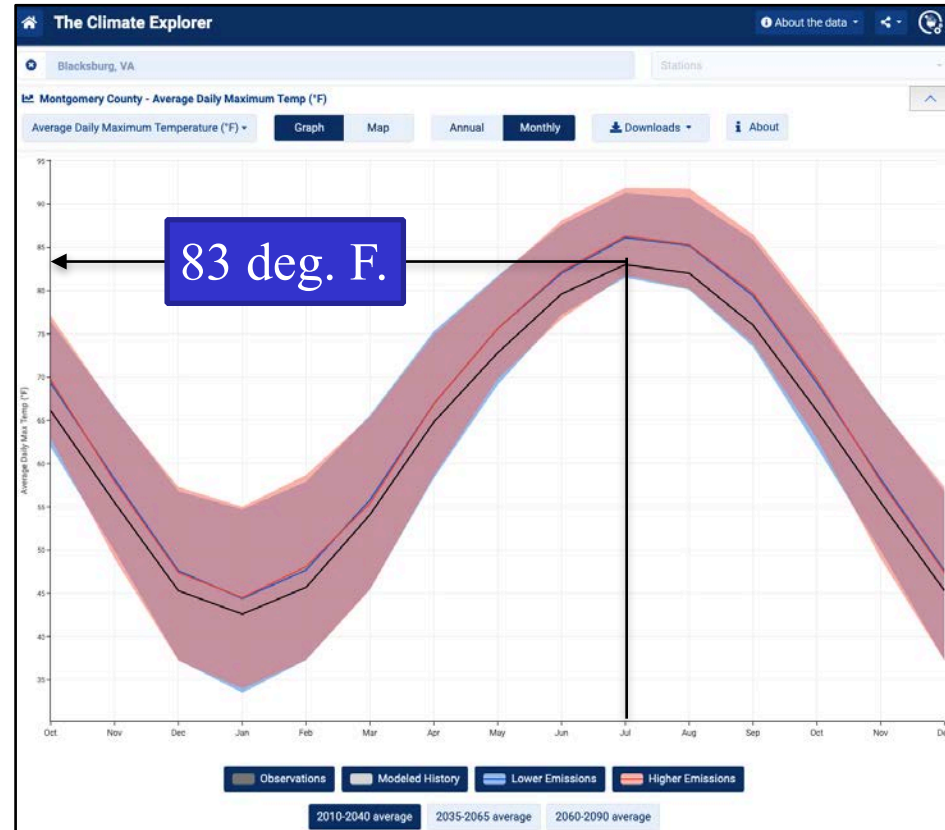 The Climate Explorer
About the data
Blacksburg, VA
Stations
Montgomery County - Average Daily Maximum Temp (°F)
Average Daily Maximum Temperature (°F)
Graph
Map
Annual
Monthly
Downloads
i About
95
90
85
80
75
70
65
60
55
50
45
40
35
Average Daily Max Temp (°F)
83 deg. F.
Oct
Nov
Dec
Jan
Feb
Mar
Apr
May
Jun
Jul
Aug
Sep
Oct
Nov
De
Observations
Modeled History
Lower Emissions
Higher Emissions
2010-2040 average
2035-2065 average
2060-2090 average